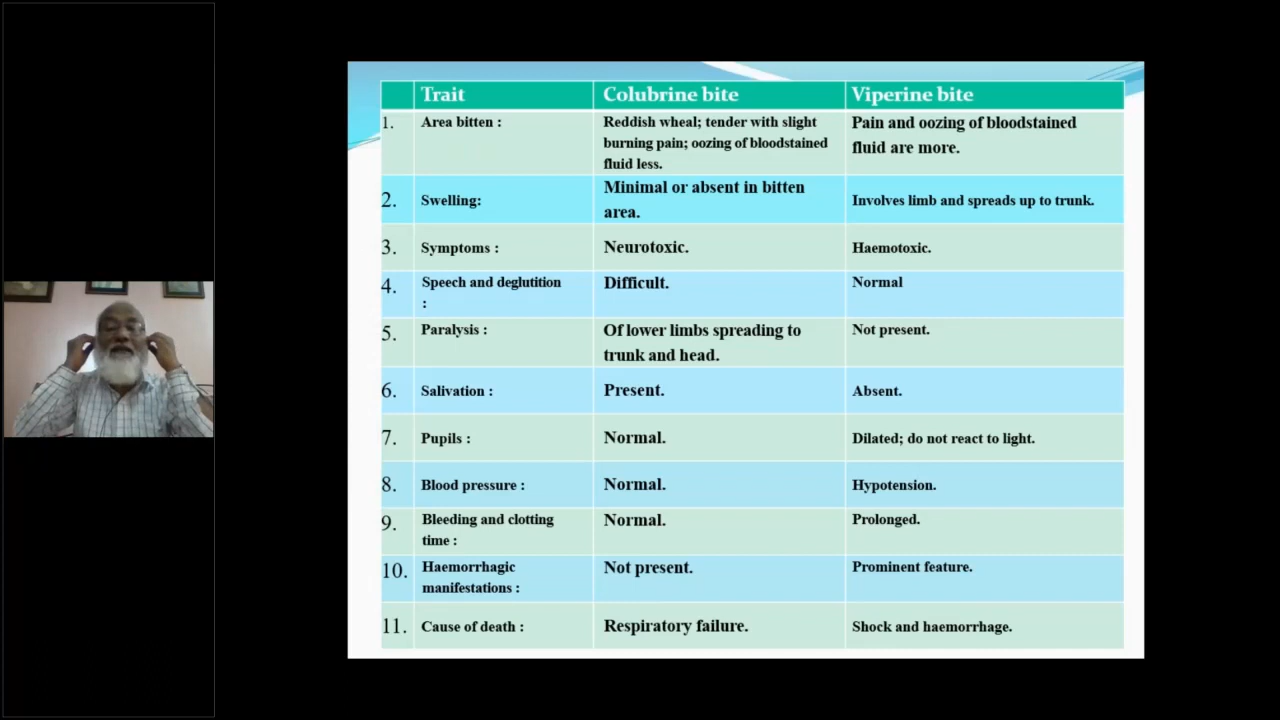 Trait Colubrine bite Viperine bite
1. Area bitten : Reddish wheal; tender with slight Pain and oozing of bloodstained
burning pain; oozing of bloodstained fluid are more.
fluid less.
2. Swelling: Minimal or absent in bitten Involves limb and spreads up to trunk.
area.
3. Symptoms : Neurotoxic. Haemotoxic.
4. Speech and deglutition Difficult. Normal
:
5. Paralysis : Of lower limbs spreading to Not present.
trunk and head.
6. Salivation : Present. Absent.
7. Pupils : Normal. Dilated; do not react to light.
8. Blood pressure : Normal. Hypotension.
9. Bleeding and clotting Normal. Prolonged.
time :
10. Haemorrhagic Not present. Prominent feature.
manifestations :
11. Cause of death : Respiratory failure. Shock and haemorrhage.